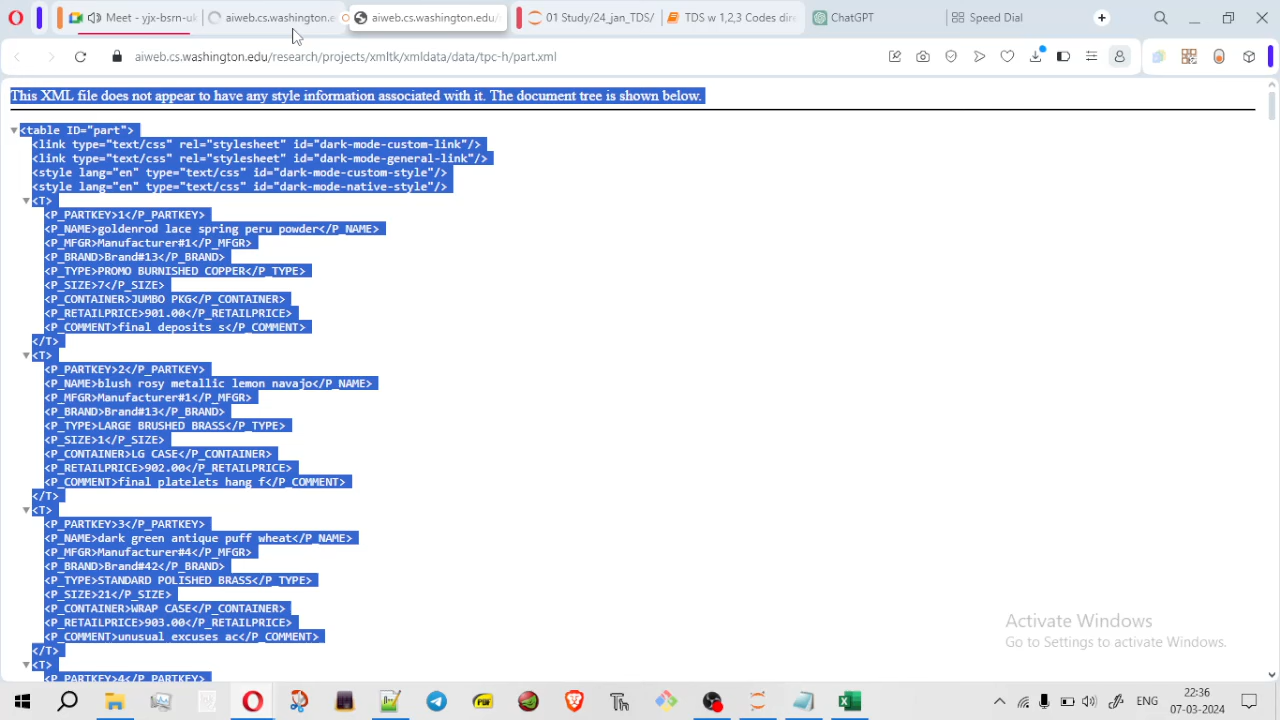 Meet - yjx-bsrn-uk
aiweb.cs.washington.e
aiweb.cs.washington.edu/
01 Study/24_jan_TDS/
TDS w 1,2,3 Codes dire
ChatGPT
Speed Dial
aiweb.cs.washington.edu/research/projects/xmltk/xmldata/data/tpc-h/part.xml
This XML file does not appear to have any style information associated with it. The document tree is shown below.
<table ID="part">
<link type="text/css" rel="stylesheet" id="dark-mode-custom-link"/>
<link type="text/css" rel="stylesheet" id="dark-mode-general-link"/>
<style lang="en" type="text/css" id="dark-mode-custom-style"/>
<style lang="en" type="text/css" id="dark-mode-native-style"/>
<T>
<P_PARTKEY>1</P_PARTKEY>
<P_NAME>goldenrod lace spring peru powder</P_NAME>
<P_MFGR>Manufacturer#1</P_MFGR>
<P_BRAND>Brand#13</P_BRAND>
<P_TYPE>PROMO BURNISHED COPPER</P_TYPE>
<P_SIZE>7</P_SIZE>
<P_CONTAINER>JUMBO PKG</P_CONTAINER>
<P_RETAILPRICE>901.00</P_RETAILPRICE>
<P_COMMENT>final deposits s</P_COMMENT>
</T>
<T>
<P_PARTKEY>2</P_PARTKEY>
<P_NAME>blush rosy metallic lemon navajo</P_NAME>
<P_MFGR>Manufacturer#1</P_MFGR>
<P_BRAND>Brand#13</P_BRAND>
<P_TYPE>LARGE BRUSHED BRASS</P_TYPE>
<P_SIZE>1</P_SIZE>
<P_CONTAINER>LG CASE</P_CONTAINER>
<P_RETAILPRICE>902.00</P_RETAILPRICE>
<P_COMMENT>final platelets hang f</P_COMMENT>
</T>
<T>
<P_PARTKEY>3</P_PARTKEY>
<P_NAME>dark green antique puff wheat</P_NAME>
<P_MFGR>Manufacturer#4</P_MFGR>
<P_BRAND>Brand#42</P_BRAND>
<P_TYPE>STANDARD POLISHED BRASS</P_TYPE>
<P_SIZE>21</P_SIZE>
<P_CONTAINER>WRAP CASE</P_CONTAINER>
<P_RETAILPRICE>903.00</P_RETAILPRICE>
<P_COMMENT>unusual excuses ac</P_COMMENT>
</T>
<T>
<P_PARTKEY>4</P_PARTKEY>
Activate Windows
Go to Settings to activate Windows.
ENG
22:36
07-03-2024